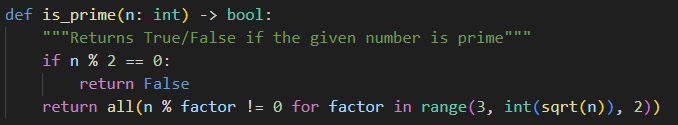 def is_prime(n: int) -> bool:
    """Returns True/False if the given number is prime"""
    if n % 2 == 0:
        return False
    return all(n % factor != 0 for factor in range(3, int(sqrt(n)), 2))